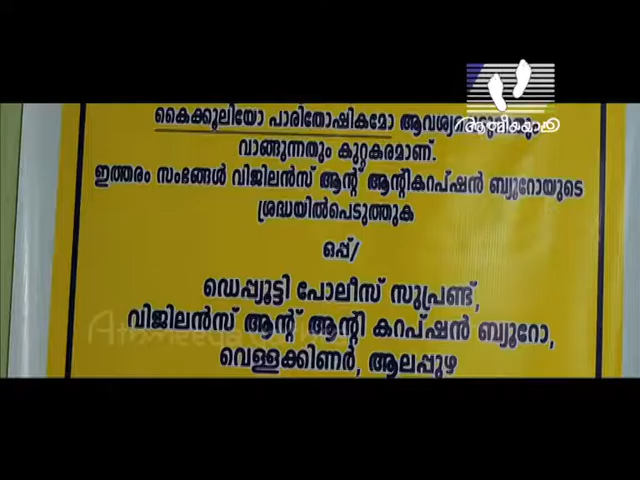 കൈക്കൂലിയോ പാരിതോഷികമോ
വാങ്ങുന്നതും കുറ്റകരമാണ്.
ഇത്തരം സംഭങ്ങൾ വിജിലൻസ് ആന്റ് ആന്റികറപ്ഷൻ ബ്യൂറോയുടെ
ശ്രദ്ധയിൽപെടുത്തുക
ഒപ്പ്/
ഡെപ്യൂട്ടി പോലീസ് സുപ്രണ്ട്,
വിജിലൻസ് ആന്റ് ആന്റി കറപ്ഷൻ ബ്യൂറോ,
വെള്ളക്കിണർ, ആലപ്പുഴ